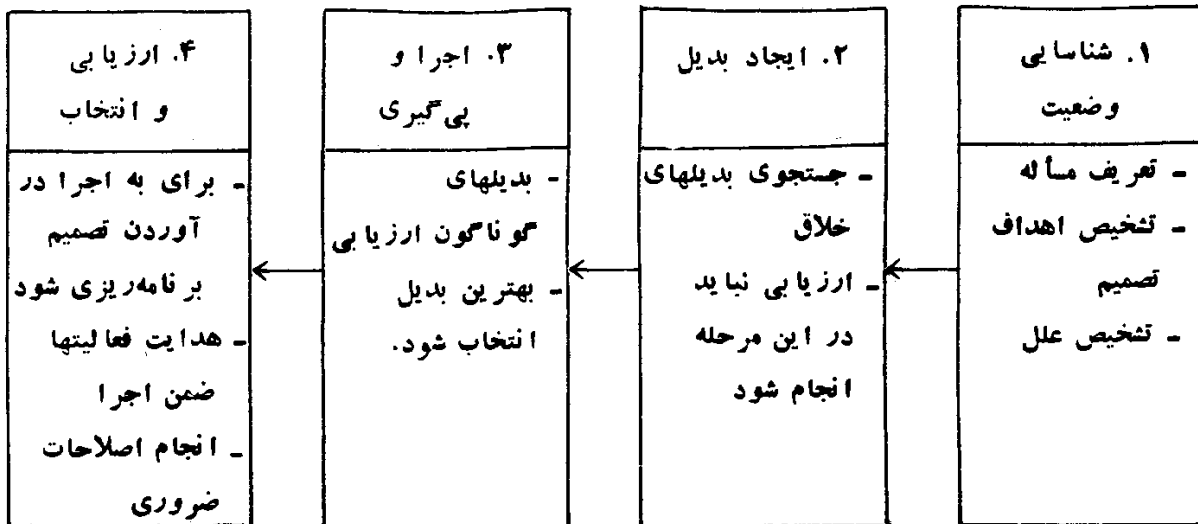 ۱. شناسایی
وضعیت
- تعریف مسأله
- تشخیص اهداف
تصمیم
- تشخیص علل
۲. ایجاد بدیل
- جستجوی بدیلهای
خلاق
- ارزیابی نباید
در این مرحله
انجام شود
۳. اجرا و
پی‌گیری
- بدیلهای
گوناگون ارزیابی
- بهترین بدیل
انتخاب شود.
۴. ارزیابی
و انتخاب
- برای به اجرا در
آوردن تصمیم
برنامه‌ریزی شود
- هدایت فعالیتها
ضمن اجرا
- انجام اصلاحات
ضروری